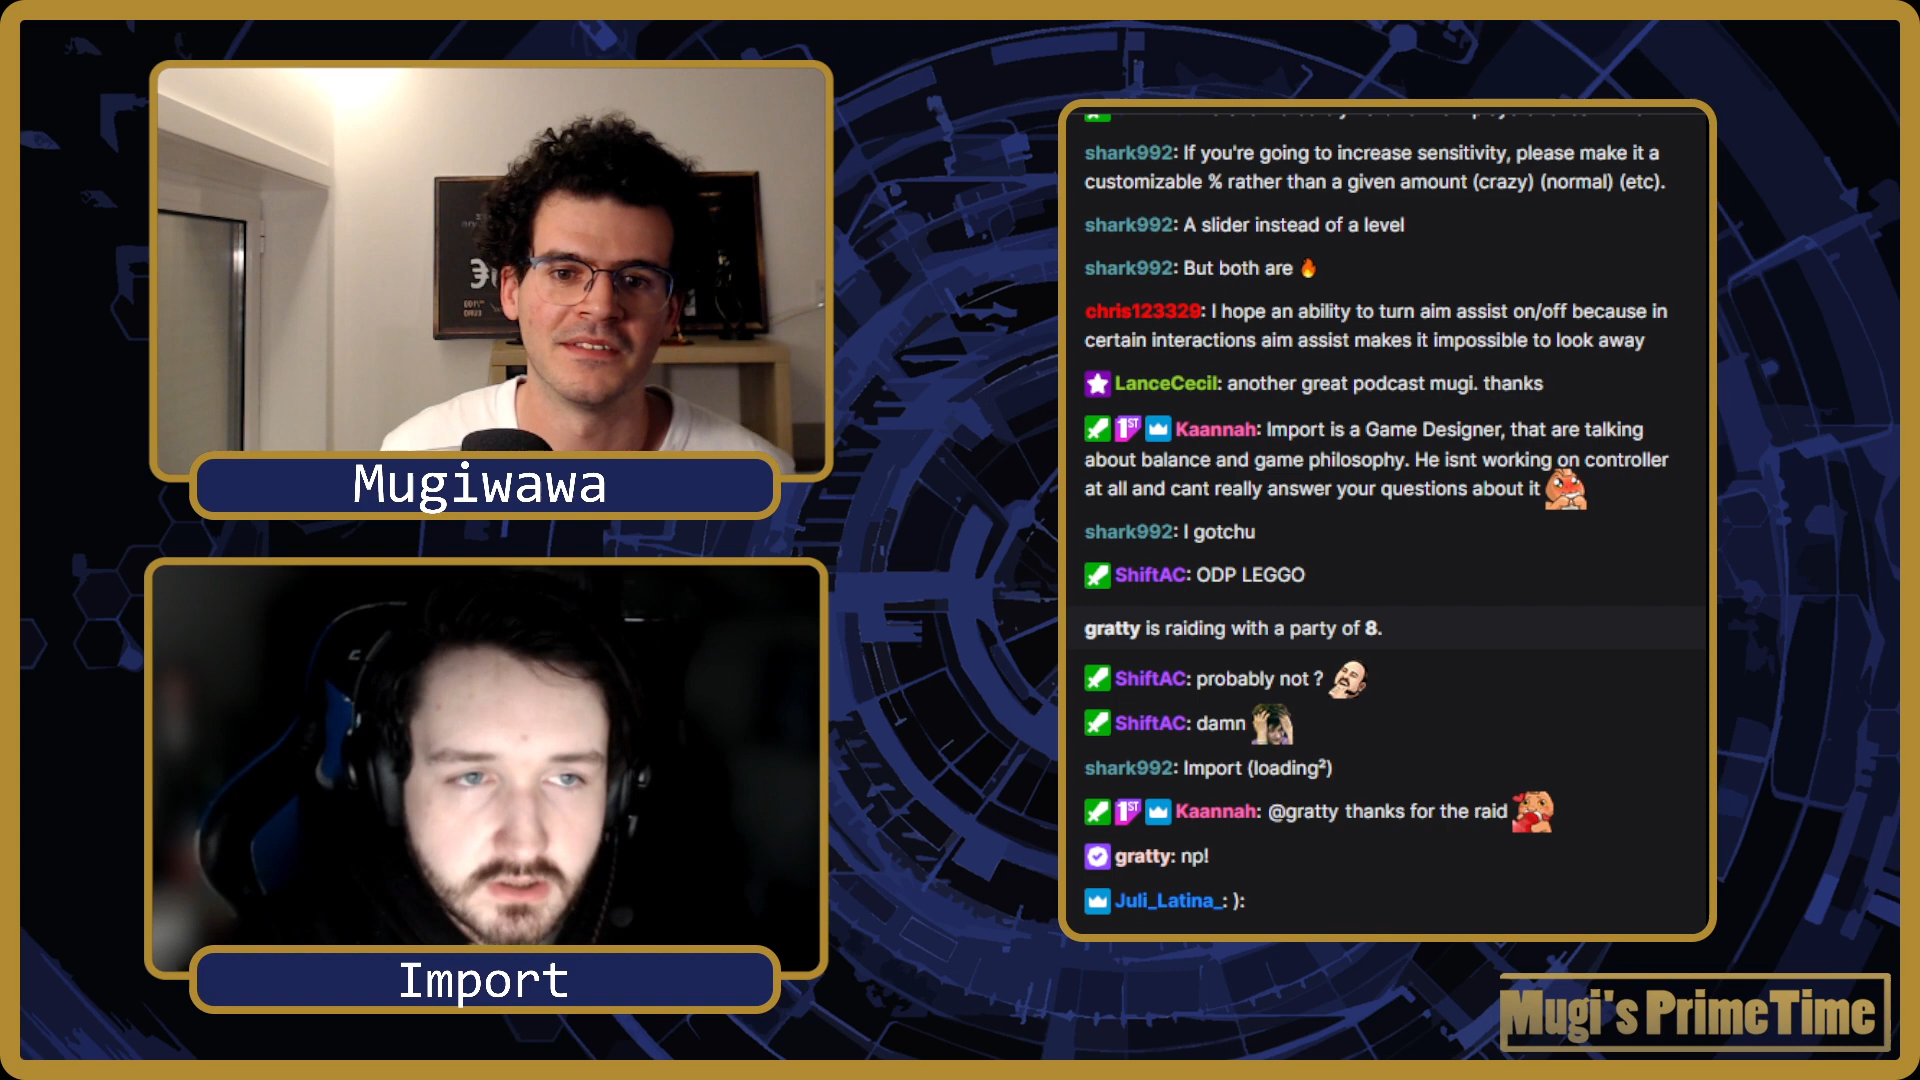 shark992: If you're going to increase sensitivity, please make it a
customizable % rather than a given amount (crazy) (normal) (etc).
shark992: A slider instead of a level
shark992: But both are 🔥
chris123329: I hope an ability to turn aim assist on/off because in
certain interactions aim assist makes it impossible to look away
LanceCecil: another great podcast mugi. thanks
1ST Kaannah: Import is a Game Designer, that are talking
about balance and game philosophy. He isnt working on controller
at all and cant really answer your questions about it
shark992: I gotchu
ShiftAC: ODP LEGGO
gratty is raiding with a party of 8.
ShiftAC: probably not ?
ShiftAC: damn
shark992: Import (loading²)
1ST Kaannah: @gratty thanks for the raid
gratty: np!
Juli_Latina_: ):
Mugiwawa
Import
Mugi's PrimeTime